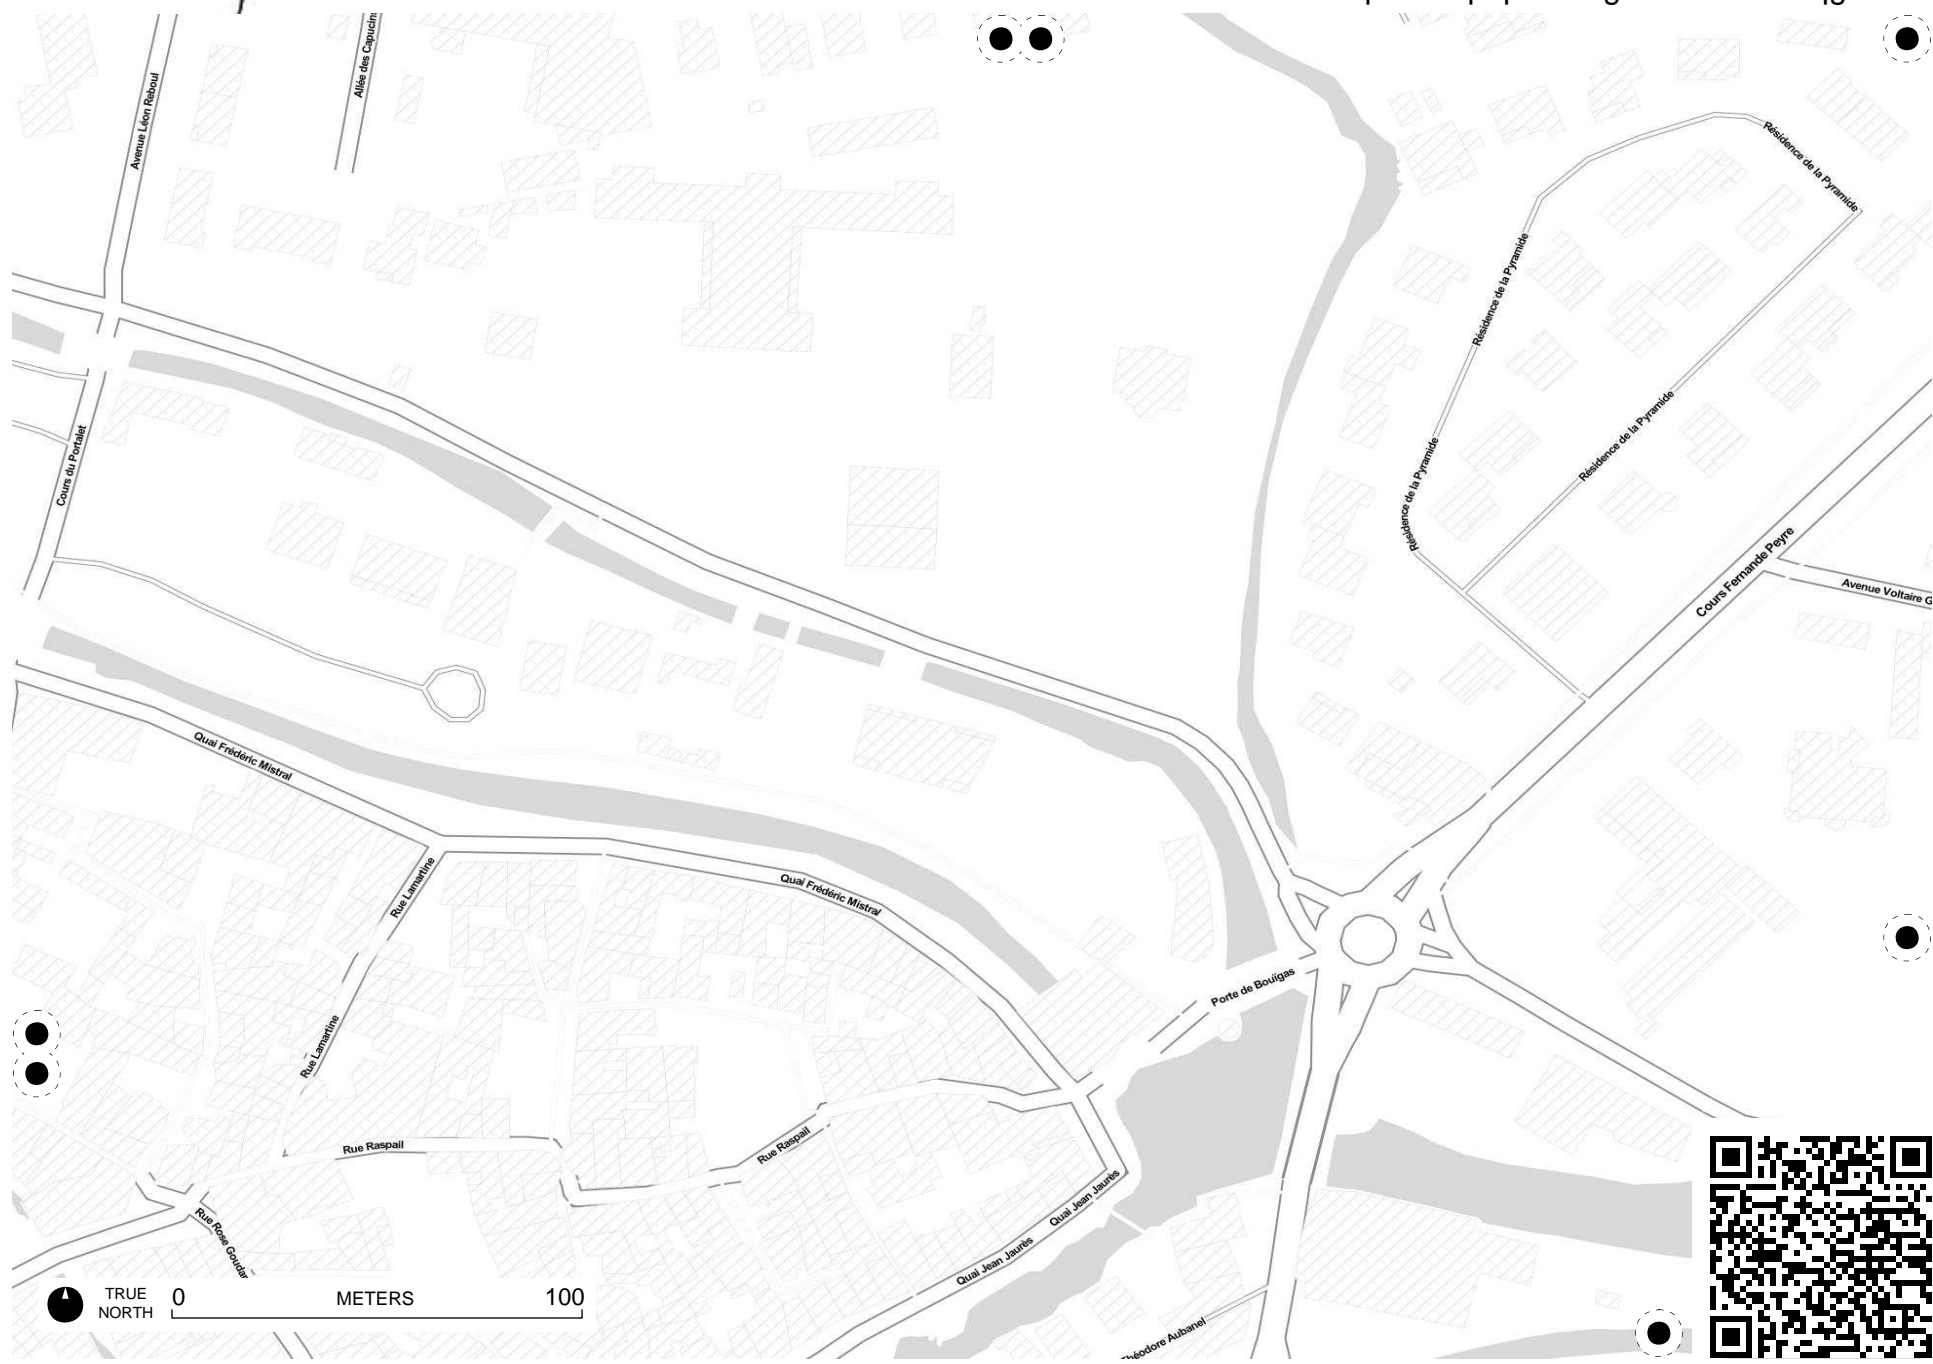 Avenue Léon Reboul
Allée des Capucins
Résidence de la Pyramide
Résidence de la Pyramide
Résidence de la Pyramide
Résidence de la Pyramide
Cours du Portalet
Cours Fernande Peyre
Avenue Voltaire G
Quai Frédéric Mistral
Quai Frédéric Mistral
Rue Lamartine
Rue Lamartine
Porte de Bouïgas
Rue Raspail
Rue Raspail
Quai Jean Jaurès
Quai Jean Jaurès
Rue Rose Goudar
Théodore Aubanel
TRUE
NORTH
0 METERS 100